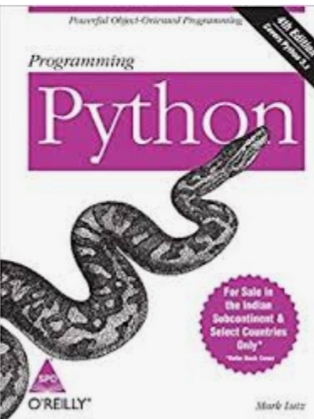 Powerful Object-Oriented Programming
4th Edition
Covers Python 3.x
Programming
Python
For Sale in
the Indian
Subcontinent &
Select Countries
Only*
*Refer Back Cover
SPD
O'REILLY®
Mark Lutz